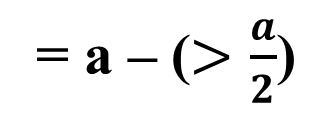 = a – (> a/2)